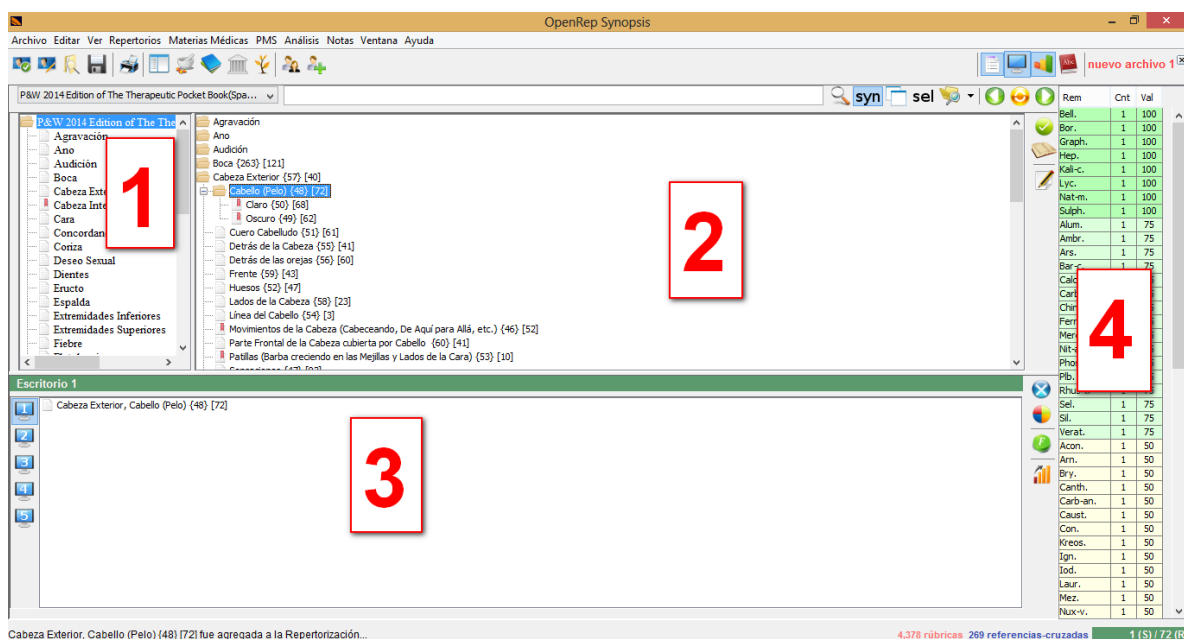 OpenRep Synopsis
Archivo Editar Ver Repertorios Materias Médicas PMS Análisis Notas Ventana Ayuda
nuevo archivo 1
P&W 2014 Edition of The Therapeutic Pocket Book(Spa...
syn
sel
P&W 2014 Edition of The The
Agravación
Ano
Audición
Boca
Cabeza Exte
Cabeza Inte
Cara
Concordan
Coriza
Deseo Sexual
Dientes
Eructo
Espalda
Extremidades Inferiores
Extremidades Superiores
Fiebre
1
Agravación
Ano
Audición
Boca {263} [121]
Cabeza Exterior {57} [40]
Cabello (Pelo) {48} [72]
Claro {50} [68]
Oscuro {49} [62]
Cuero Cabelludo {51} [61]
Detrás de la Cabeza {55} [41]
Detrás de las orejas {56} [60]
Frente {59} [43]
Huesos {52} [47]
Lados de la Cabeza {58} [23]
Línea del Cabello {54} [3]
Movimientos de la Cabeza (Cabeceando, De Aquí para Allá, etc.) {46} [52]
Parte Frontal de la Cabeza cubierta por Cabello {60} [41]
Patillas (Barba creciendo en las Mejillas y Lados de la Cara) {53} [10]
2
Escritorio 1
1
2
3
4
5
Cabeza Exterior, Cabello (Pelo) {48} [72]
3
Rem Cnt Val
Bell. 1 100
Bor. 1 100
Graph. 1 100
Hep. 1 100
Kali-c. 1 100
Lyc. 1 100
Nat-m. 1 100
Sulph. 1 100
Alum. 1 75
Ambr. 1 75
Ars. 1 75
Bar-c. 1 75
Calc
Carb
Chin
Ferr
Merc
Nit-a
Phos
Plb.
Rhus-
Sel. 1 75
Sil. 1 75
Verat. 1 75
Acon. 1 50
Arn. 1 50
Bry. 1 50
Canth. 1 50
Carb-an. 1 50
Caust. 1 50
Con. 1 50
Kreos. 1 50
Ign. 1 50
Iod. 1 50
Laur. 1 50
Mez. 1 50
Nux-v. 1 50
4
Cabeza Exterior, Cabello (Pelo) {48} [72] fue agregada a la Repertorización...
4,378 rúbricas 269 referencias-cruzadas
1 (S) / 72 (R